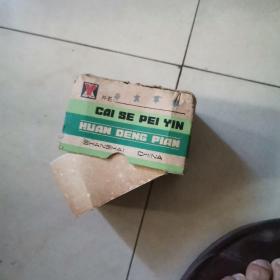 CAI SE PEI YIN
HUAN DENG PIAN
SHANGHAI CHINA